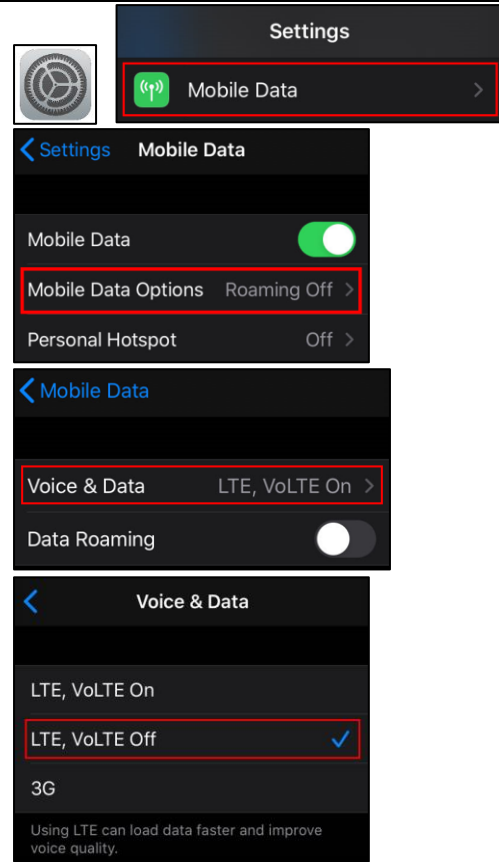 Settings
Mobile Data
Settings Mobile Data
Mobile Data
Mobile Data Options Roaming Off
Personal Hotspot Off
Mobile Data
Voice & Data LTE, VoLTE On
Data Roaming
Voice & Data
LTE, VoLTE On
LTE, VoLTE Off
3G
Using LTE can load data faster and improve
voice quality.